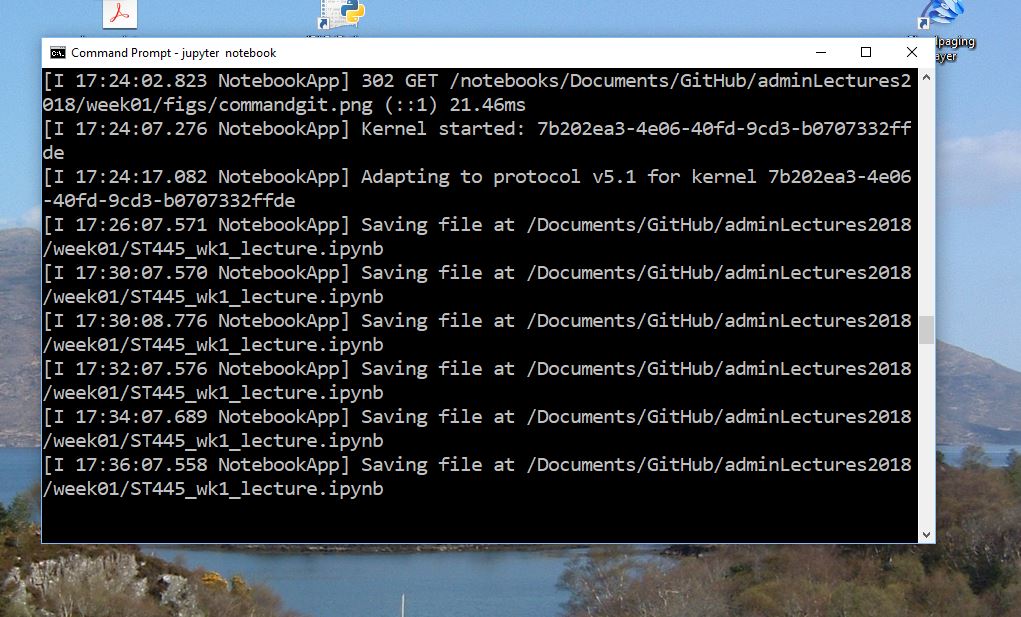 Command Prompt - jupyter notebook
[I 17:24:02.823 NotebookApp] 302 GET /notebooks/Documents/GitHub/adminLectures2
018/week01/figs/commandgit.png (::1) 21.46ms
[I 17:24:07.276 NotebookApp] Kernel started: 7b202ea3-4e06-40fd-9cd3-b0707332ff
de
[I 17:24:17.082 NotebookApp] Adapting to protocol v5.1 for kernel 7b202ea3-4e06
-40fd-9cd3-b0707332ffde
[I 17:26:07.571 NotebookApp] Saving file at /Documents/GitHub/adminLectures2018
/week01/ST445_wk1_lecture.ipynb
[I 17:30:07.570 NotebookApp] Saving file at /Documents/GitHub/adminLectures2018
/week01/ST445_wk1_lecture.ipynb
[I 17:30:08.776 NotebookApp] Saving file at /Documents/GitHub/adminLectures2018
/week01/ST445_wk1_lecture.ipynb
[I 17:32:07.576 NotebookApp] Saving file at /Documents/GitHub/adminLectures2018
/week01/ST445_wk1_lecture.ipynb
[I 17:34:07.689 NotebookApp] Saving file at /Documents/GitHub/adminLectures2018
/week01/ST445_wk1_lecture.ipynb
[I 17:36:07.558 NotebookApp] Saving file at /Documents/GitHub/adminLectures2018
/week01/ST445_wk1_lecture.ipynb